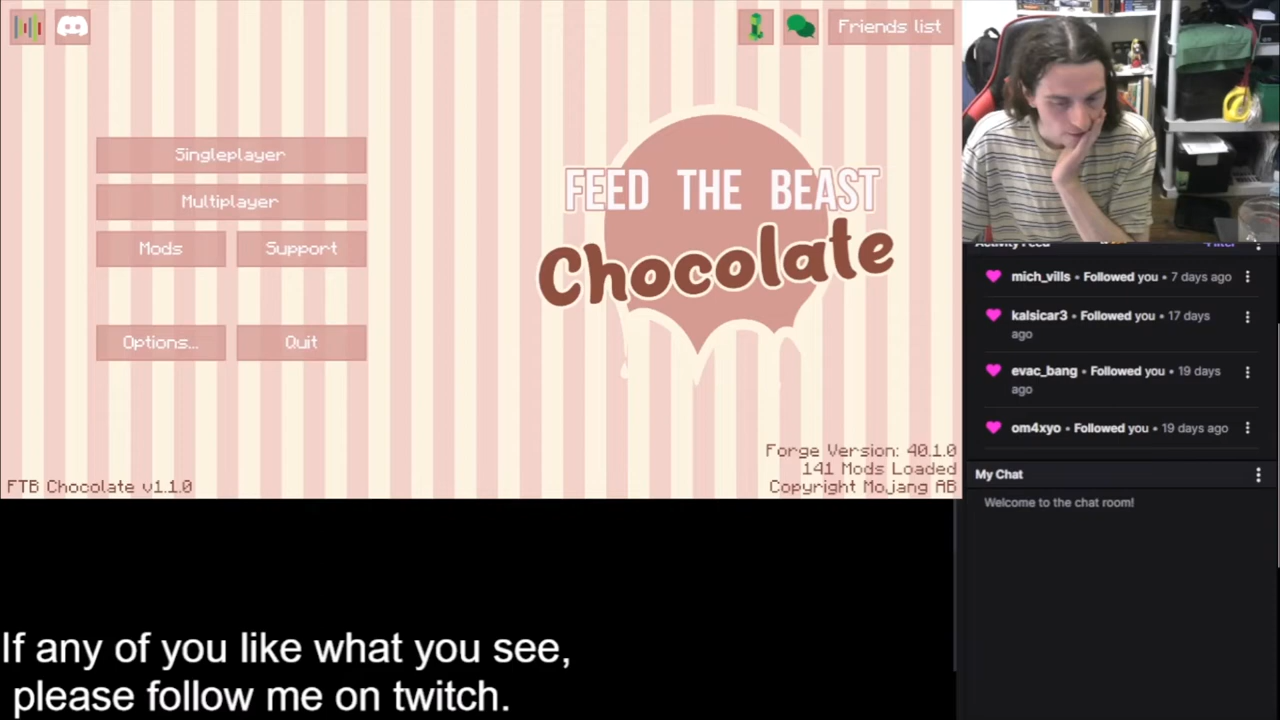 Friends list
Singleplayer
Multiplayer
Mods
Support
Options...
Quit
FEED THE BEAST
Chocolate
FTB Chocolate v1.1.0
Forge Version: 40.1.0
141 Mods Loaded
Copyright Mojang AB
Activity Feed
mich_vills • Followed you • 7 days ago
kalsicar3 • Followed you • 17 days
ago
evac_bang • Followed you • 19 days
ago
om4xyo • Followed you • 19 days ago
My Chat
Welcome to the chat room!
If any of you like what you see,
please follow me on twitch.